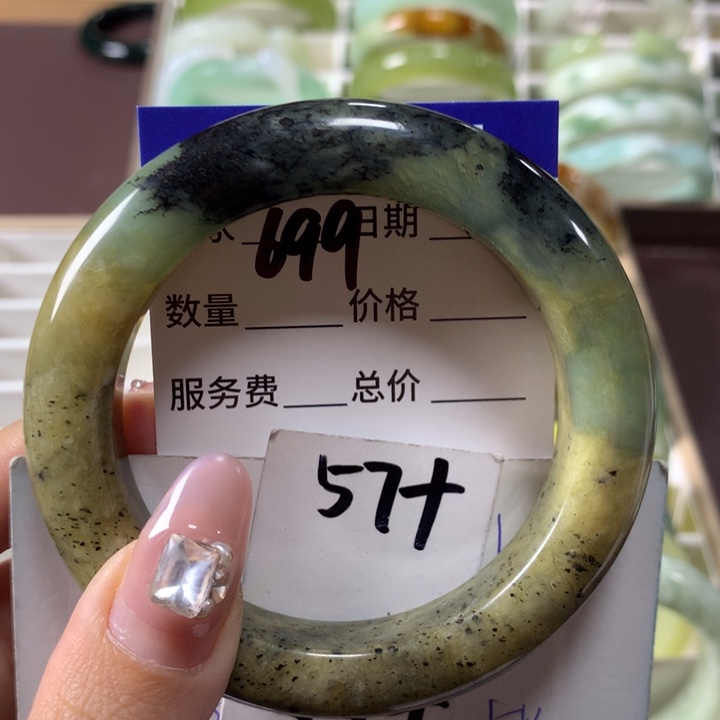 699 日期
数量 价格
服务费 总价
57+